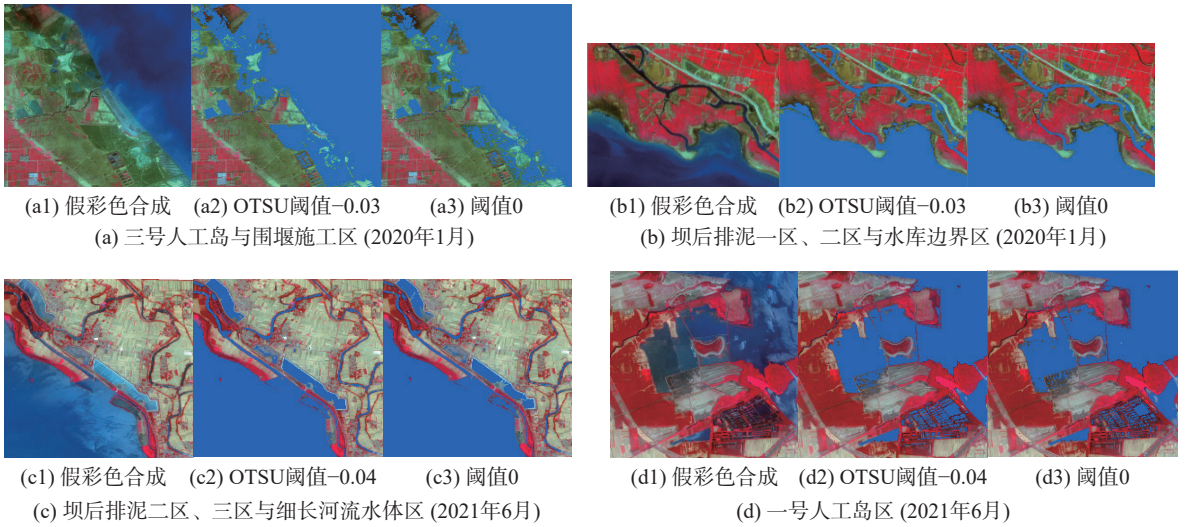 (a1) 假彩色合成 (a2) OTSU阈值−0.03 (a3) 阈值0
(a) 三号人工岛与围堰施工区 (2020年1月)
(b1) 假彩色合成 (b2) OTSU阈值−0.03 (b3) 阈值0
(b) 坝后排泥一区、二区与水库边界区 (2020年1月)
(c1) 假彩色合成 (c2) OTSU阈值−0.04 (c3) 阈值0
(c) 坝后排泥二区、三区与细长河流水体区 (2021年6月)
(d1) 假彩色合成 (d2) OTSU阈值−0.04 (d3) 阈值0
(d) 一号人工岛区 (2021年6月)